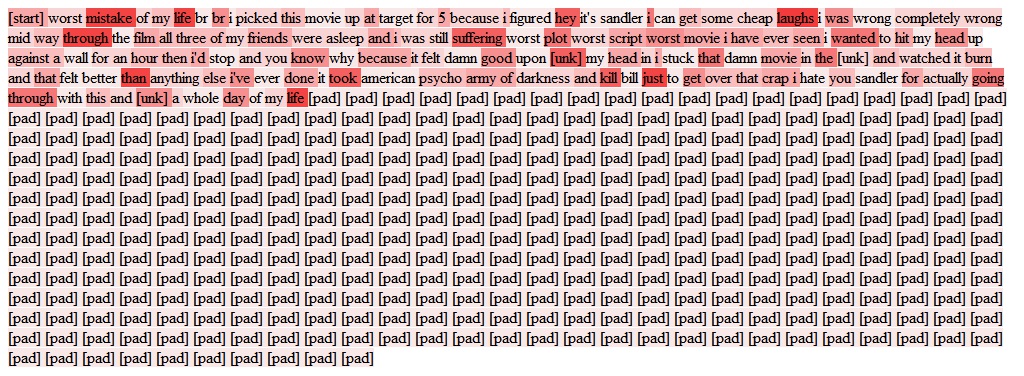 [start] worst mistake of my life br br i picked this movie up at target for 5 because i figured hey it's sandler i can get some cheap laughs i was wrong completely wrong
mid way through the film all three of my friends were asleep and i was still suffering worst plot worst script worst movie i have ever seen i wanted to hit my head up
against a wall for an hour then i'd stop and you know why because it felt damn good upon [unk] my head in i stuck that damn movie in the [unk] and watched it burn
and that felt better than anything else i've ever done it took american psycho army of darkness and kill bill just to get over that crap i hate you sandler for actually going
through with this and [unk] a whole day of my life [pad] [pad] [pad] [pad] [pad] [pad] [pad] [pad] [pad] [pad] [pad] [pad] [pad] [pad] [pad] [pad] [pad] [pad] [pad]
[pad] [pad] [pad] [pad] [pad] [pad] [pad] [pad] [pad] [pad] [pad] [pad] [pad] [pad] [pad] [pad] [pad] [pad] [pad] [pad] [pad] [pad] [pad] [pad] [pad] [pad] [pad]
[pad] [pad] [pad] [pad] [pad] [pad] [pad] [pad] [pad] [pad] [pad] [pad] [pad] [pad] [pad] [pad] [pad] [pad] [pad] [pad] [pad] [pad] [pad] [pad] [pad] [pad] [pad]
[pad] [pad] [pad] [pad] [pad] [pad] [pad] [pad] [pad] [pad] [pad] [pad] [pad] [pad] [pad] [pad] [pad] [pad] [pad] [pad] [pad] [pad] [pad] [pad] [pad] [pad] [pad]
[pad] [pad] [pad] [pad] [pad] [pad] [pad] [pad] [pad] [pad] [pad] [pad] [pad] [pad] [pad] [pad] [pad] [pad] [pad] [pad] [pad] [pad] [pad] [pad] [pad] [pad] [pad]
[pad] [pad] [pad] [pad] [pad] [pad] [pad] [pad] [pad] [pad] [pad] [pad] [pad] [pad] [pad] [pad] [pad] [pad] [pad] [pad] [pad] [pad] [pad] [pad] [pad] [pad] [pad]
[pad] [pad] [pad] [pad] [pad] [pad] [pad] [pad] [pad] [pad] [pad] [pad] [pad] [pad] [pad] [pad] [pad] [pad] [pad] [pad] [pad] [pad] [pad] [pad] [pad] [pad] [pad]
[pad] [pad] [pad] [pad] [pad] [pad] [pad] [pad] [pad] [pad] [pad] [pad] [pad] [pad] [pad] [pad] [pad] [pad] [pad] [pad] [pad] [pad] [pad] [pad] [pad] [pad] [pad]
[pad] [pad] [pad] [pad] [pad] [pad] [pad] [pad] [pad] [pad] [pad] [pad] [pad] [pad] [pad] [pad] [pad] [pad] [pad] [pad] [pad] [pad] [pad] [pad] [pad] [pad] [pad]
[pad] [pad] [pad] [pad] [pad] [pad] [pad] [pad] [pad] [pad] [pad] [pad] [pad] [pad] [pad] [pad] [pad] [pad] [pad] [pad] [pad] [pad] [pad] [pad] [pad] [pad] [pad]
[pad] [pad] [pad] [pad] [pad] [pad] [pad] [pad] [pad] [pad] [pad] [pad] [pad] [pad] [pad] [pad] [pad] [pad] [pad] [pad] [pad] [pad] [pad] [pad] [pad] [pad] [pad]
[pad] [pad] [pad] [pad] [pad] [pad] [pad] [pad] [pad] [pad] [pad] [pad] [pad] [pad] [pad] [pad] [pad] [pad] [pad] [pad] [pad] [pad] [pad] [pad] [pad] [pad] [pad]
[pad] [pad] [pad] [pad] [pad] [pad] [pad] [pad] [pad] [pad] [pad] [pad] [pad] [pad] [pad] [pad] [pad] [pad] [pad] [pad] [pad] [pad] [pad] [pad] [pad] [pad] [pad]
[pad] [pad] [pad] [pad] [pad] [pad] [pad] [pad] [pad] [pad]